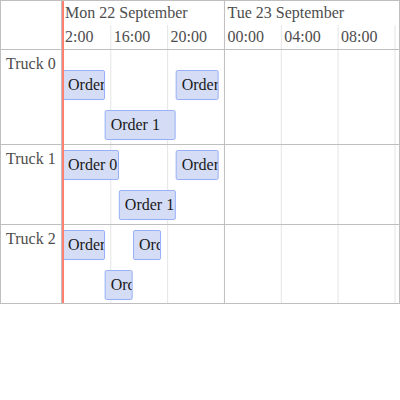 Mon 22 September Tue 23 September
2:00 16:00 20:00 00:00 04:00 08:00
Truck 0
Order Order
Order 1
Truck 1
Order 0 Order
Order 1
Truck 2
Order Orc
Orc